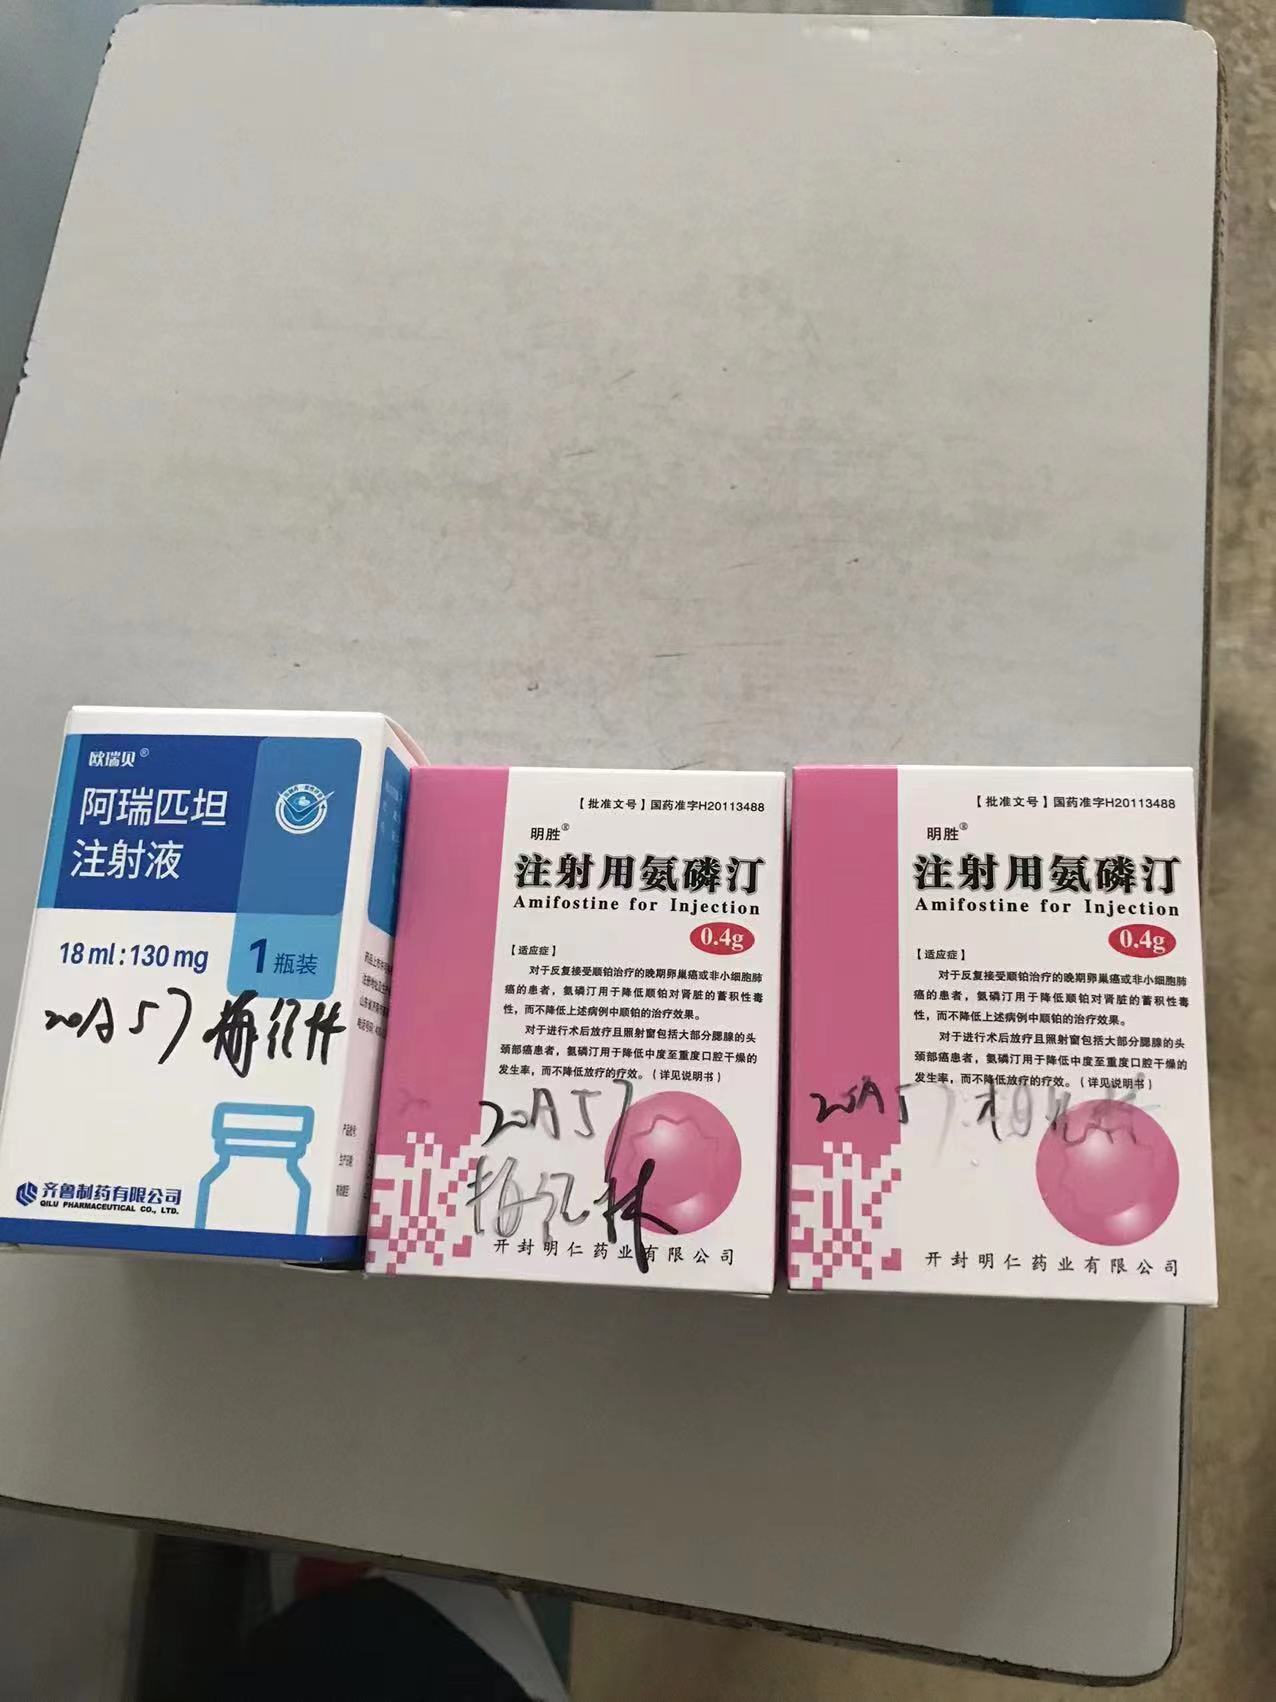 欧瑞贝®
阿瑞匹坦
注射液
18 ml:130 mg
1瓶装
20A57
齐鲁制药有限公司
QILU PHARMACEUTICAL CO., LTD.
【批准文号】国药准字H20113488
明胜®
注射用氨磷汀
Amifostine for Injection
0.4g
【适应症】
对于反复接受顺铂治疗的晚期卵巢癌或非小细胞肺
癌的患者，氨磷汀用于降低顺铂对肾脏的蓄积性毒
性，而不降低上述病例中顺铂的治疗效果。
对于进行术后放疗且照射窗包括大部分腮腺的头
颈部癌患者，氨磷汀用于降低中度至重度口腔干燥的
发生率，而不降低放疗的疗效。（详见说明书）
20A57
开封明仁药业有限公司
【批准文号】国药准字H20113488
明胜®
注射用氨磷汀
Amifostine for Injection
0.4g
【适应症】
对于反复接受顺铂治疗的晚期卵巢癌或非小细胞肺
癌的患者，氨磷汀用于降低顺铂对肾脏的蓄积性毒
性，而不降低上述病例中顺铂的治疗效果。
对于进行术后放疗且照射窗包括大部分腮腺的头
颈部癌患者，氨磷汀用于降低中度至重度口腔干燥的
发生率，而不降低放疗的疗效。（详见说明书）
20A57
开封明仁药业有限公司